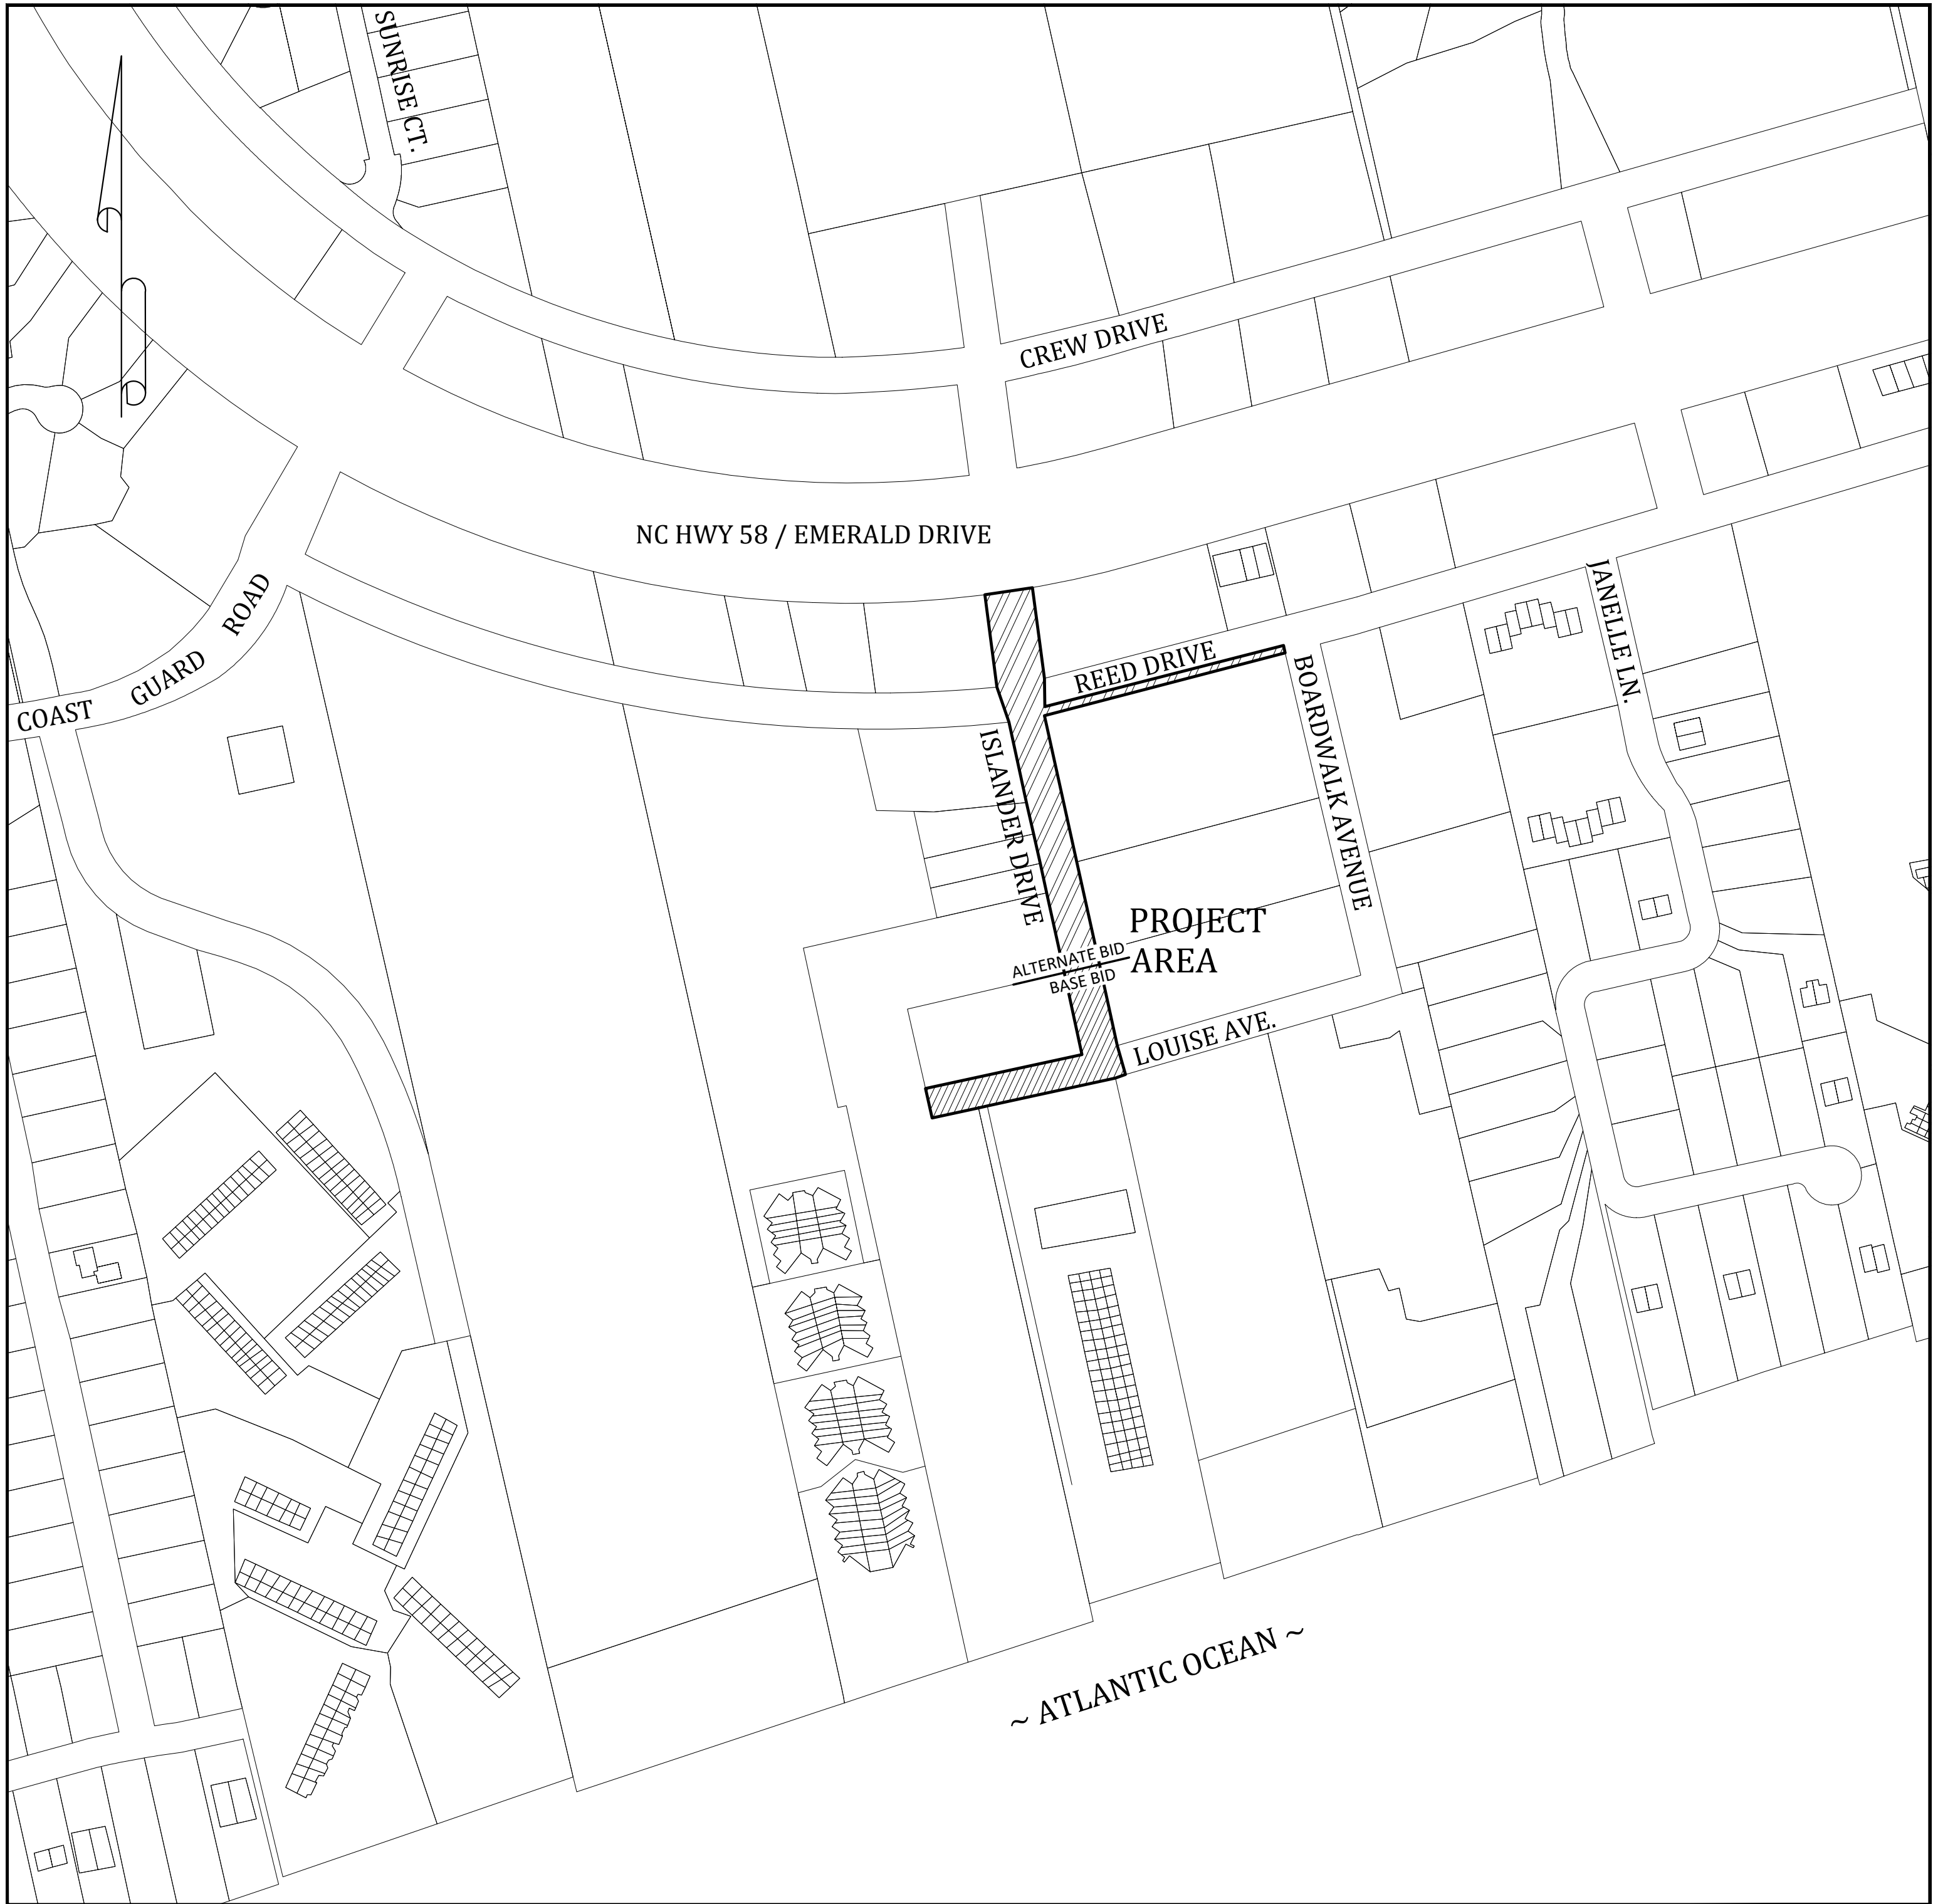 SUNRISE CT.
CREW DRIVE
NC HWY 58 / EMERALD DRIVE
COAST GUARD ROAD
REED DRIVE
JANELLE LN.
BOARDWALK AVENUE
ISLANDER DRIVE
PROJECT
AREA
ALTERNATE BID
BASE BID
LOUISE AVE.
~ ATLANTIC OCEAN ~